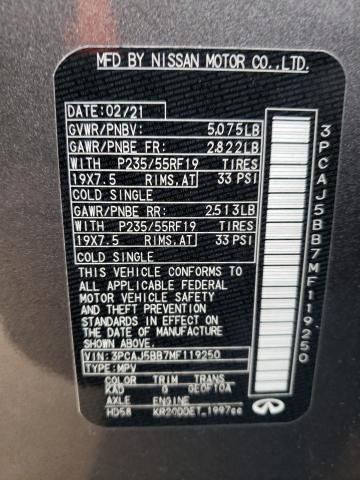 MFD BY NISSAN MOTOR CO.,LTD.
DATE: 02/21
GVWR/PNBV: 5,075LB
GAWR/PNBE FR: 2,822LB
WITH P235/55RF19 TIRES
19X7.5 RIMS,AT 33 PSI
COLD SINGLE
GAWR/PNBE RR: 2,513LB
WITH P235/55RF19 TIRES
19X7.5 RIMS,AT 33 PSI
COLD SINGLE
THIS VEHICLE CONFORMS TO
ALL APPLICABLE FEDERAL
MOTOR VEHICLE SAFETY
AND THEFT PREVENTION
STANDARDS IN EFFECT ON
THE DATE OF MANUFACTURE
SHOWN ABOVE.
VIN: 3PCAJ5BB7MF119250
TYPE: MPV
COLOR TRIM TRANS
KAD G GE0F10A
AXLE ENGINE
HD58 KR20DDET 1997cc
3PCAJ5BB7MF119250
INFINITI